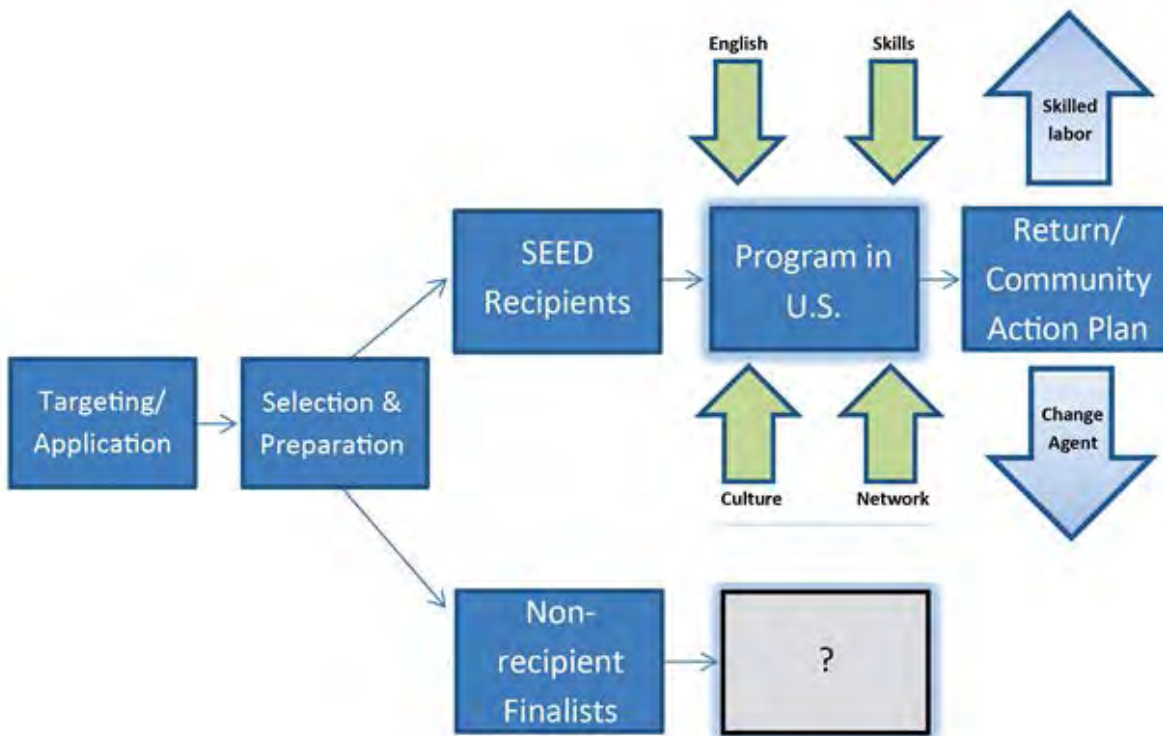 English
Skills
Skilled
labor
SEED
Recipients
Program in
U.S.
Return/
Community
Action Plan
Targeting/
Application
Selection &
Preparation
Change
Agent
Culture
Network
Non-
recipient
Finalists
?